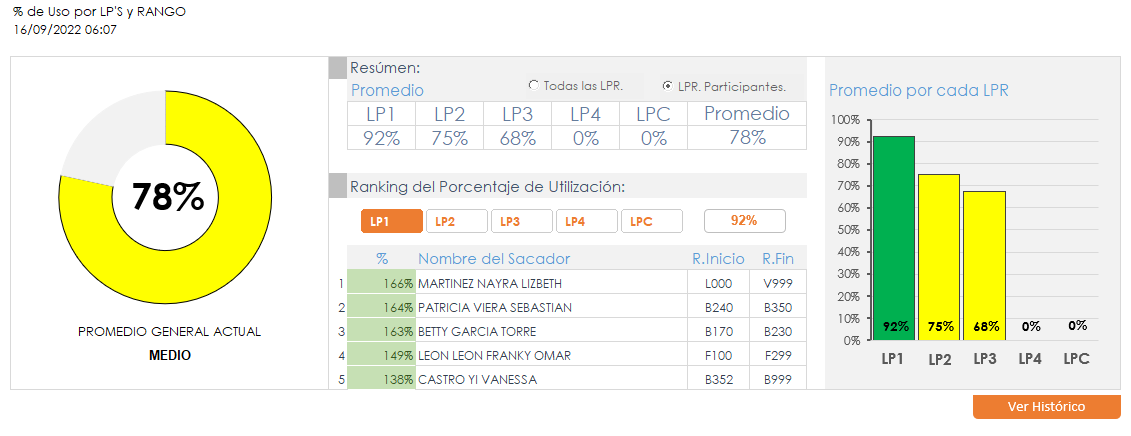 % de Uso por LP'S y RANGO
16/09/2022 06:07
78%
PROMEDIO GENERAL ACTUAL
MEDIO
Resúmen:
Promedio
Todas las LPR.
LPR. Participantes.
LP1 LP2 LP3 LP4 LPC Promedio
92% 75% 68% 0% 0% 78%
Ranking del Porcentaje de Utilización:
LP1 LP2 LP3 LP4 LPC 92%
% Nombre del Sacador R.Inicio R.Fin
1 166% MARTINEZ NAYRA LIZBETH L000 V999
2 164% PATRICIA VIERA SEBASTIAN B240 B350
3 163% BETTY GARCIA TORRE B170 B230
4 149% LEON LEON FRANKY OMAR F100 F299
5 138% CASTRO YI VANESSA B352 B999
Promedio por cada LPR
100%
90%
80%
70%
60%
50%
40%
30%
20%
10%
0%
92% 75% 68% 0% 0%
LP1 LP2 LP3 LP4 LPC
Ver Histórico